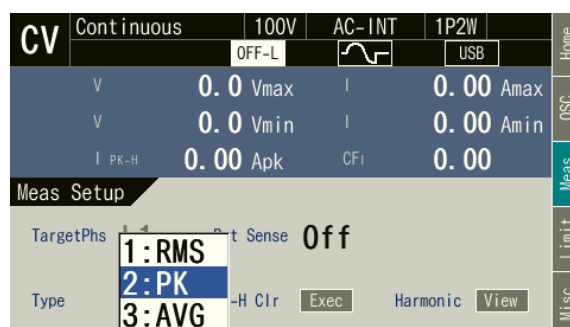 CV Continuous 100V AC-INT 1P2W
OFF-L USB
V 0.0 Vmax I 0.00 Amax
V 0.0 Vmin I 0.00 Amin
I PK-H 0.00 Apk CFI 0.00
Meas Setup
TargetPhs Sense Off
1:RMS
2:PK
Type -H Clr Exec Harmonic View
3:AVG
Home
OSC.
Meas
Limit
Misc